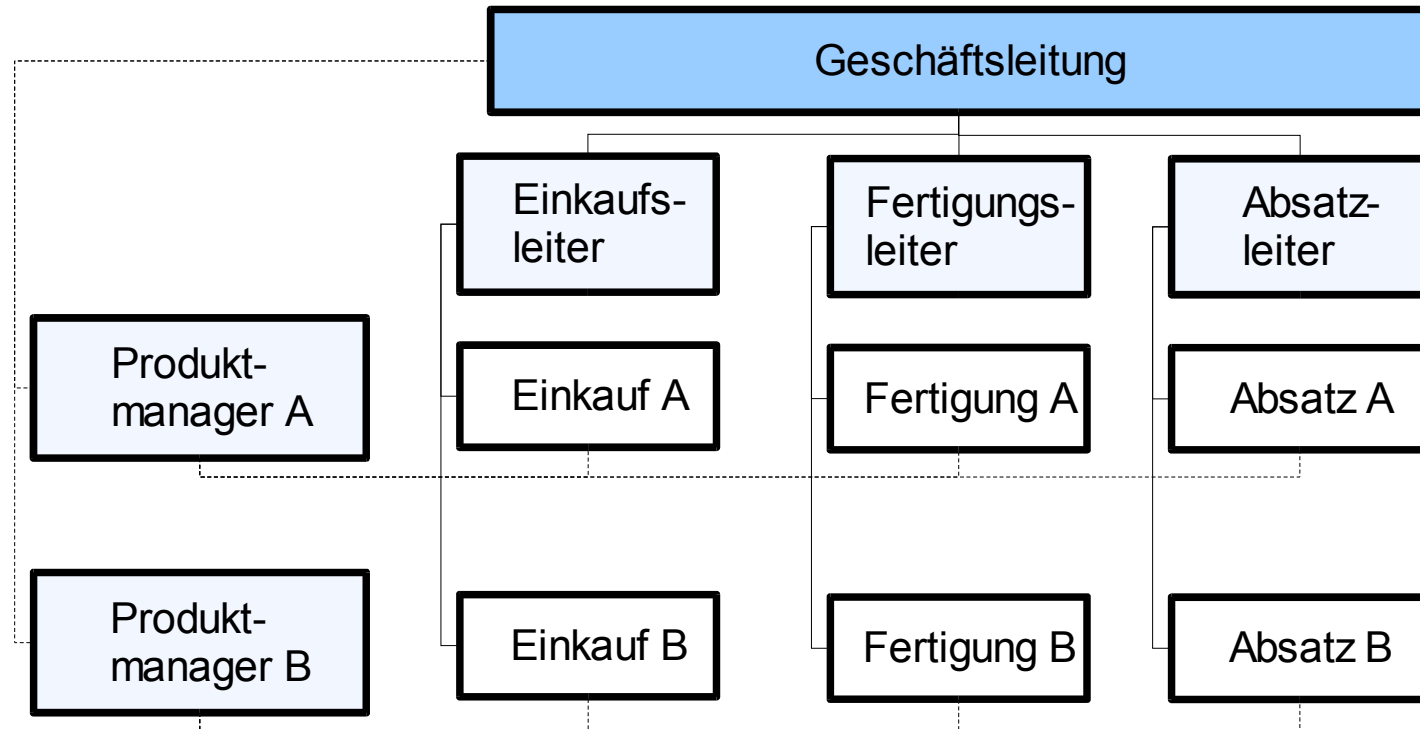 Geschäftsleitung
Einkaufs-
leiter
Fertigungs-
leiter
Absatz-
leiter
Produkt-
manager A
Einkauf A
Fertigung A
Absatz A
Produkt-
manager B
Einkauf B
Fertigung B
Absatz B